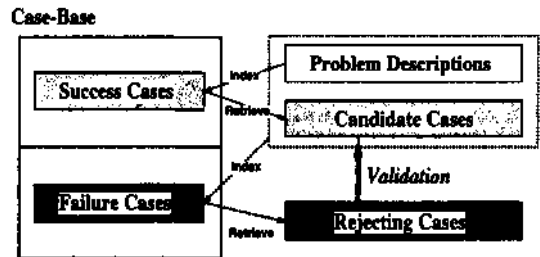 Case-Base
Problem Descriptions
Index
Success Cases
Retrieve
Candidate Cases
Index
Validation
Failure Cases
Retrieve
Rejecting Cases